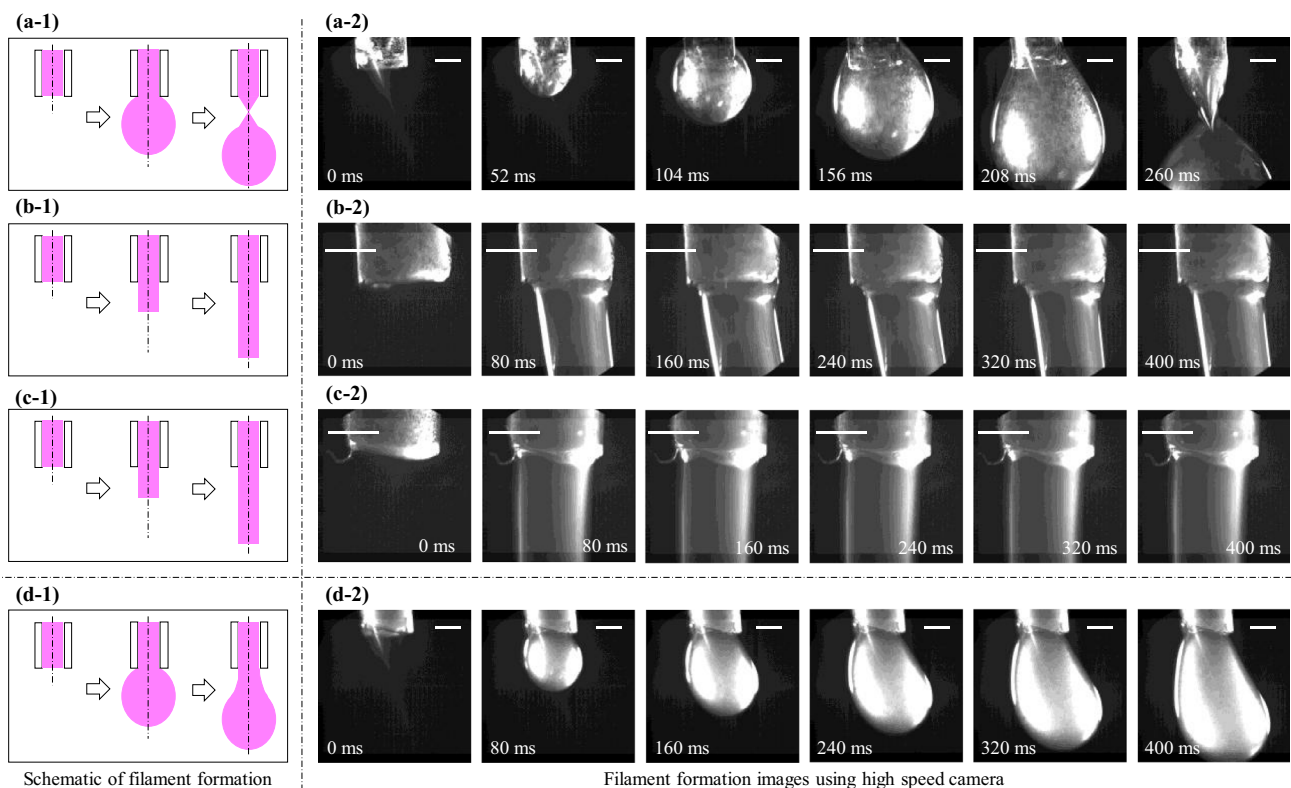 (a-1)
(a-2)
0 ms
52 ms
104 ms
156 ms
208 ms
260 ms
(b-1)
(b-2)
0 ms
80 ms
160 ms
240 ms
320 ms
400 ms
(c-1)
(c-2)
0 ms
80 ms
160 ms
240 ms
320 ms
400 ms
(d-1)
(d-2)
0 ms
80 ms
160 ms
240 ms
320 ms
400 ms
Schematic of filament formation
Filament formation images using high speed camera